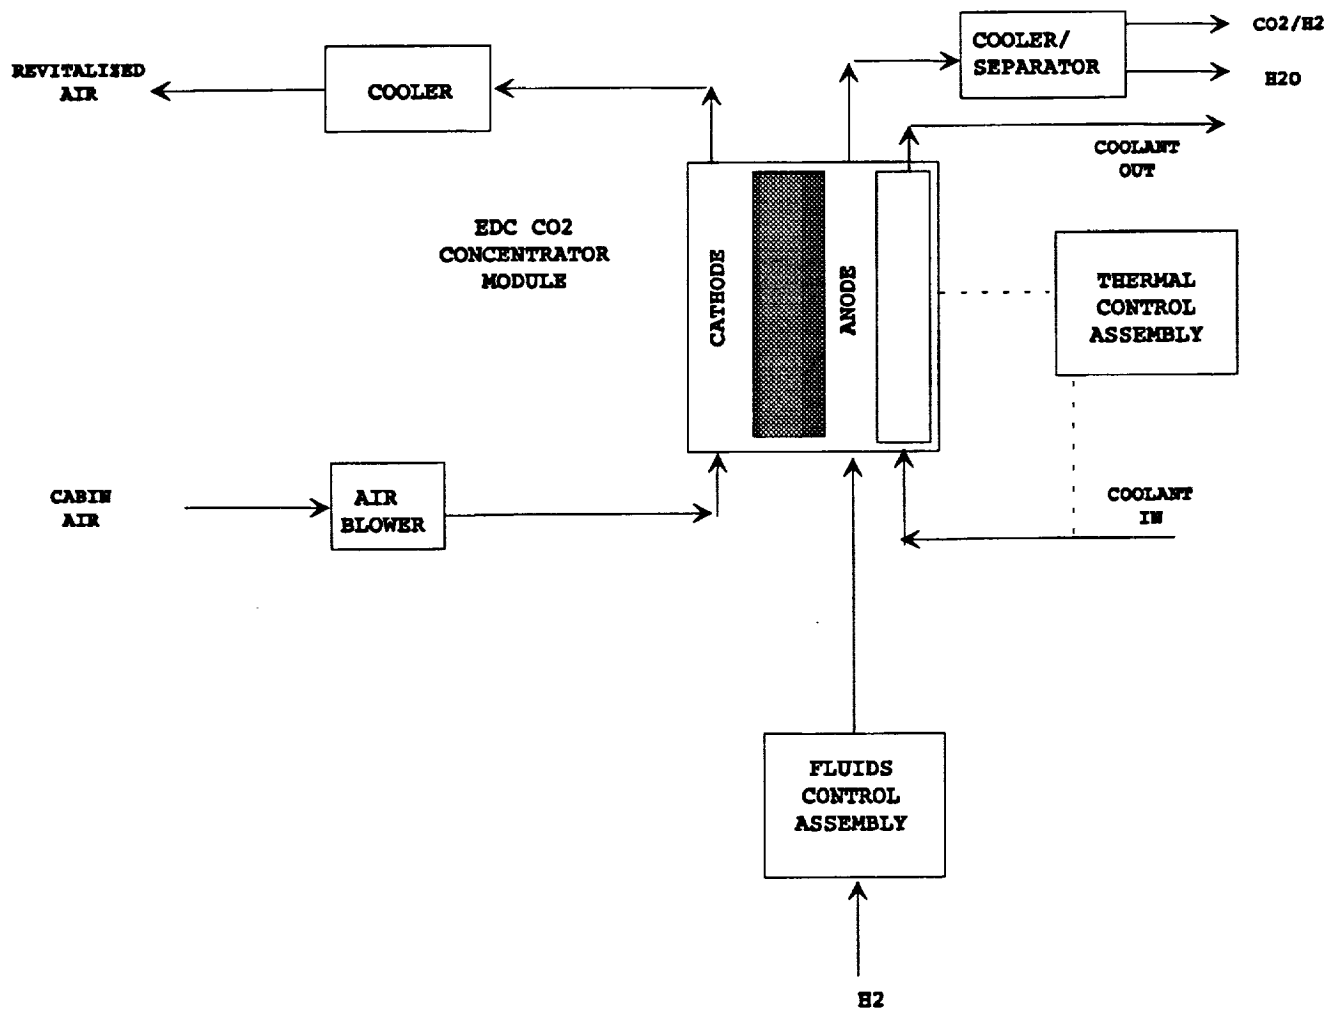 CO2/H2
COOLER/
SEPARATOR
REVITALIZED
AIR
COOLER
H2O
COOLANT
OUT
EDC CO2
CONCENTRATOR
MODULE
CATHODE
ANODE
THERMAL
CONTROL
ASSEMBLY
CABIN
AIR
AIR
BLOWER
COOLANT
IN
FLUIDS
CONTROL
ASSEMBLY
H2